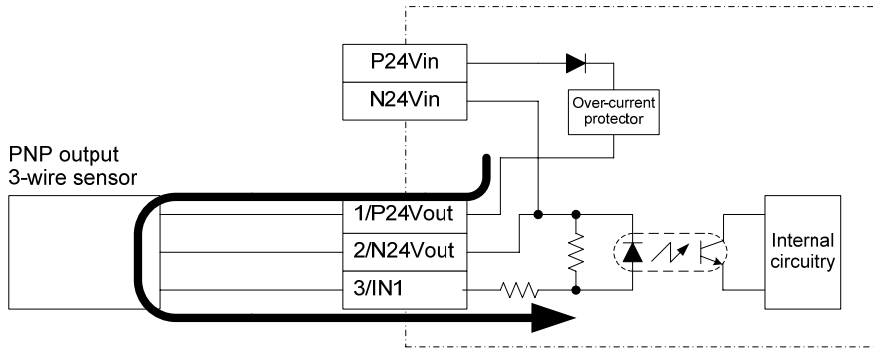 P24Vin
N24Vin
Over-current
protector
PNP output
3-wire sensor
1/P24Vout
2/N24Vout
3/IN1
Internal
circuitry